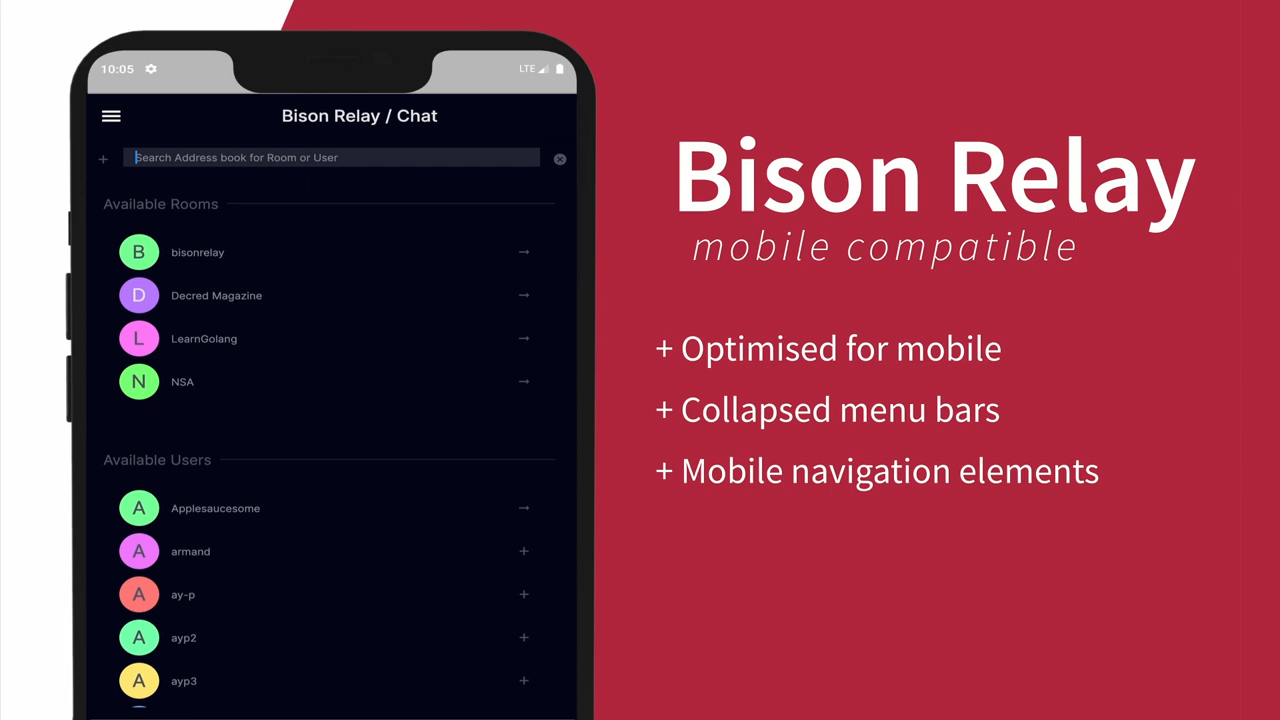 10:05
LTE
Bison Relay / Chat
+ Search Address book for Room or User
Available Rooms
B bisonrelay →
D Decred Magazine →
L LearnGolang →
N NSA →
Available Users
A Applesaucesome →
A armand +
A ay-p +
A ayp2 +
A ayp3 +
Bison Relay
mobile compatible
+ Optimised for mobile
+ Collapsed menu bars
+ Mobile navigation elements